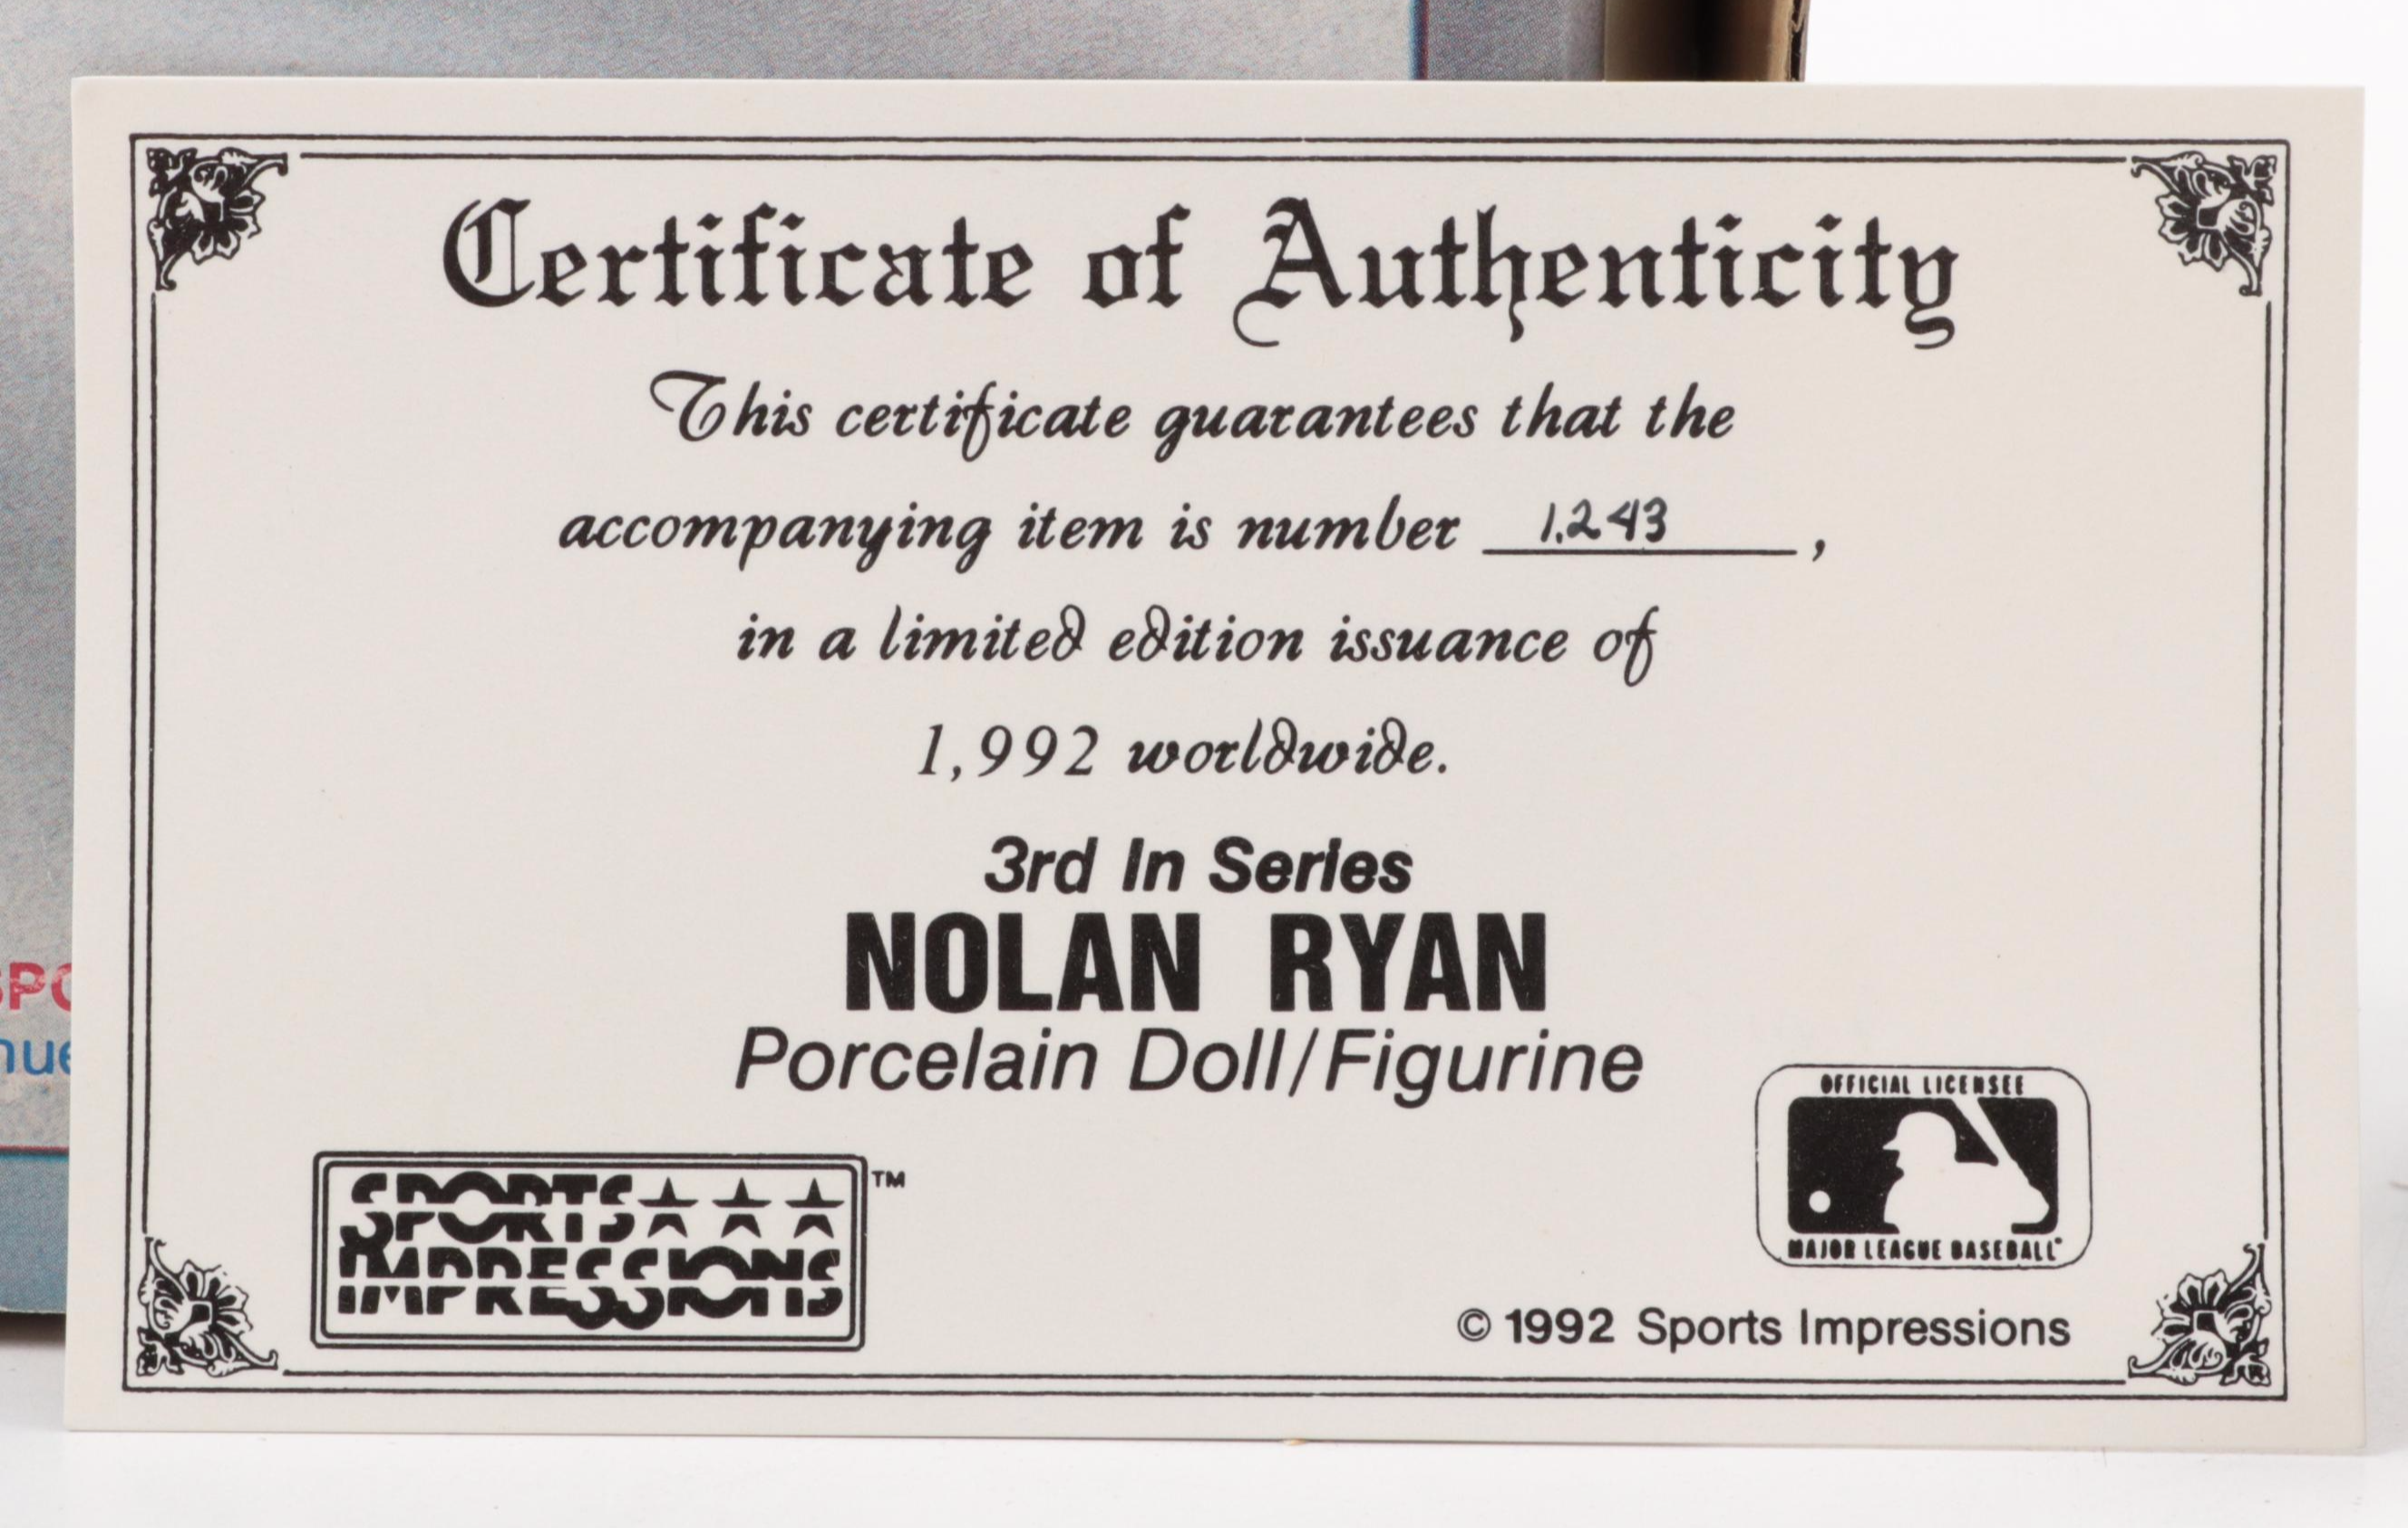 Certificate of Authenticity
This certificate guarantees that the
accompanying item is number 1,243,
in a limited edition issuance of
1,992 worldwide.
3rd In Series
NOLAN RYAN
Porcelain Doll/Figurine
OFFICIAL LICENSEE
MAJOR LEAGUE BASEBALL
SPORTS ★★★ TM
IMPRESSIONS
© 1992 Sports Impressions